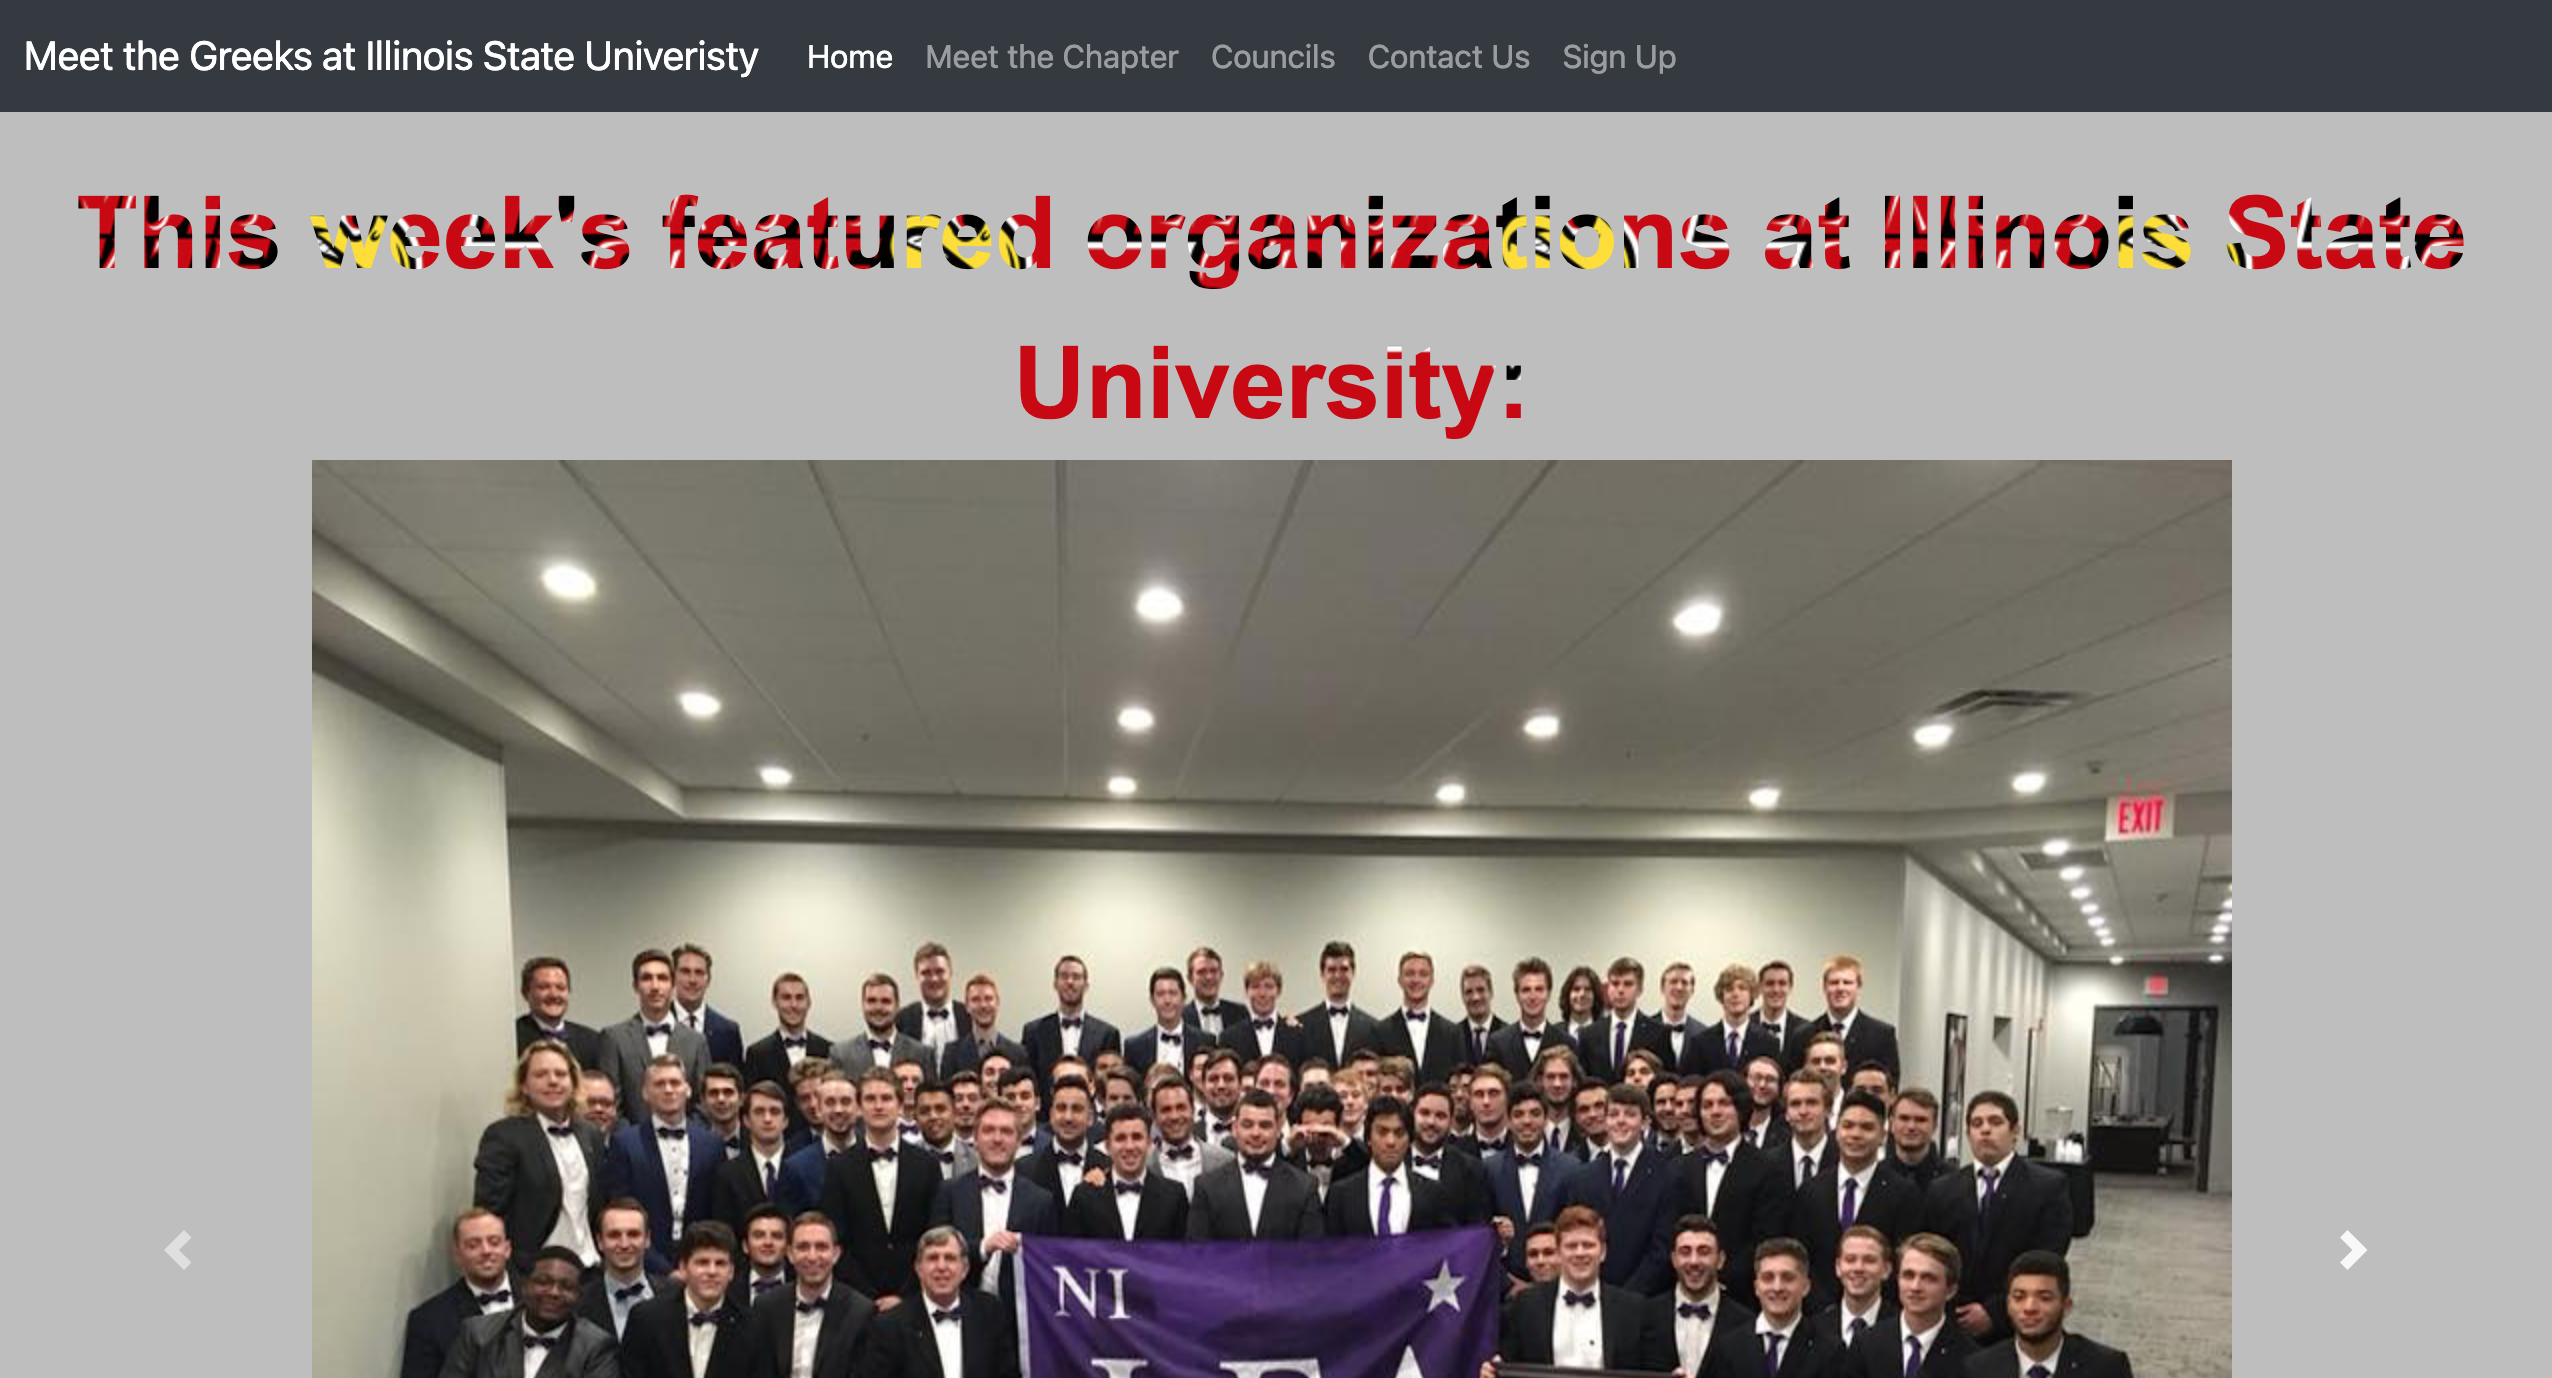 Meet the Greeks at Illinois State Univeristy Home Meet the Chapter Councils Contact Us Sign Up
This week's featured organizations at Illinois State
University:
EXIT
NI